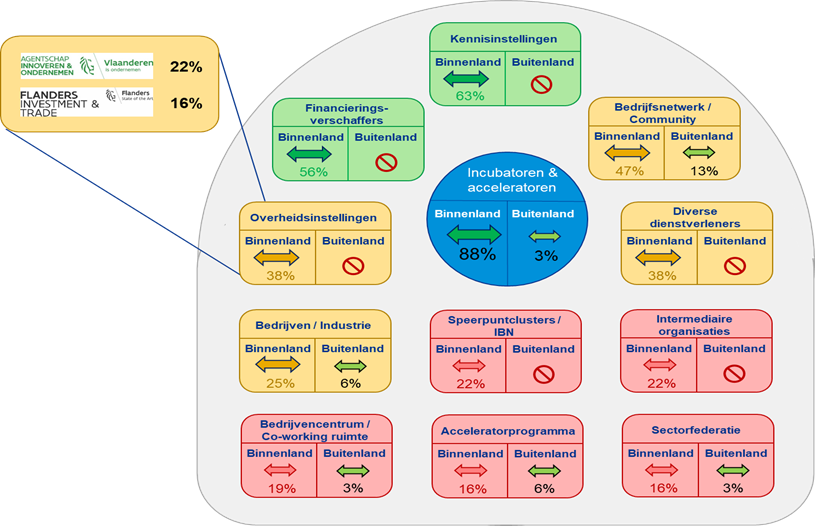 AGENTSCHAP
INNOVEREN &
ONDERNEMEN
Vlaanderen
is ondernemen
22%
FLANDERS
INVESTMENT &
TRADE
Flanders
State of the Art
16%
Kennisinstellingen
Binnenland Buitenland
63%
Financierings-
verschaffers
Binnenland Buitenland
56%
Bedrijfsnetwerk /
Community
Binnenland Buitenland
47% 13%
Incubatoren &
acceleratoren
Binnenland Buitenland
88% 3%
Overheidsinstellingen
Binnenland Buitenland
38%
Diverse
dienstverleners
Binnenland Buitenland
38%
Bedrijven / Industrie
Binnenland Buitenland
25% 6%
Speerpuntclusters /
IBN
Binnenland Buitenland
22%
Intermediaire
organisaties
Binnenland Buitenland
22%
Bedrijvencentrum /
Co-working ruimte
Binnenland Buitenland
19% 3%
Acceleratorprogramma
Binnenland Buitenland
16% 6%
Sectorfederatie
Binnenland Buitenland
16% 3%